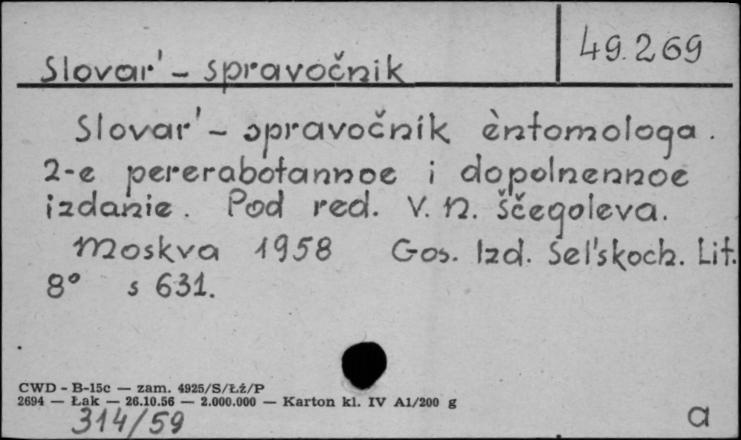 49.269
Slovar' - spravočnik
Slovar' - spravočnik èntomologa.
2-e pererabotannoe i dopolnennoe
izdanie. Pod red. V. N. Ščegoleva.
Moskva 1958 Gos. Izd. Sel'skoch. Lit.
8° s 631.
CWD - B-15c — zam. 4925/S/Łź/P
2694 — Łak — 26.10.56 — 2.000.000 — Karton kl. IV A1/200 g
314/59
a